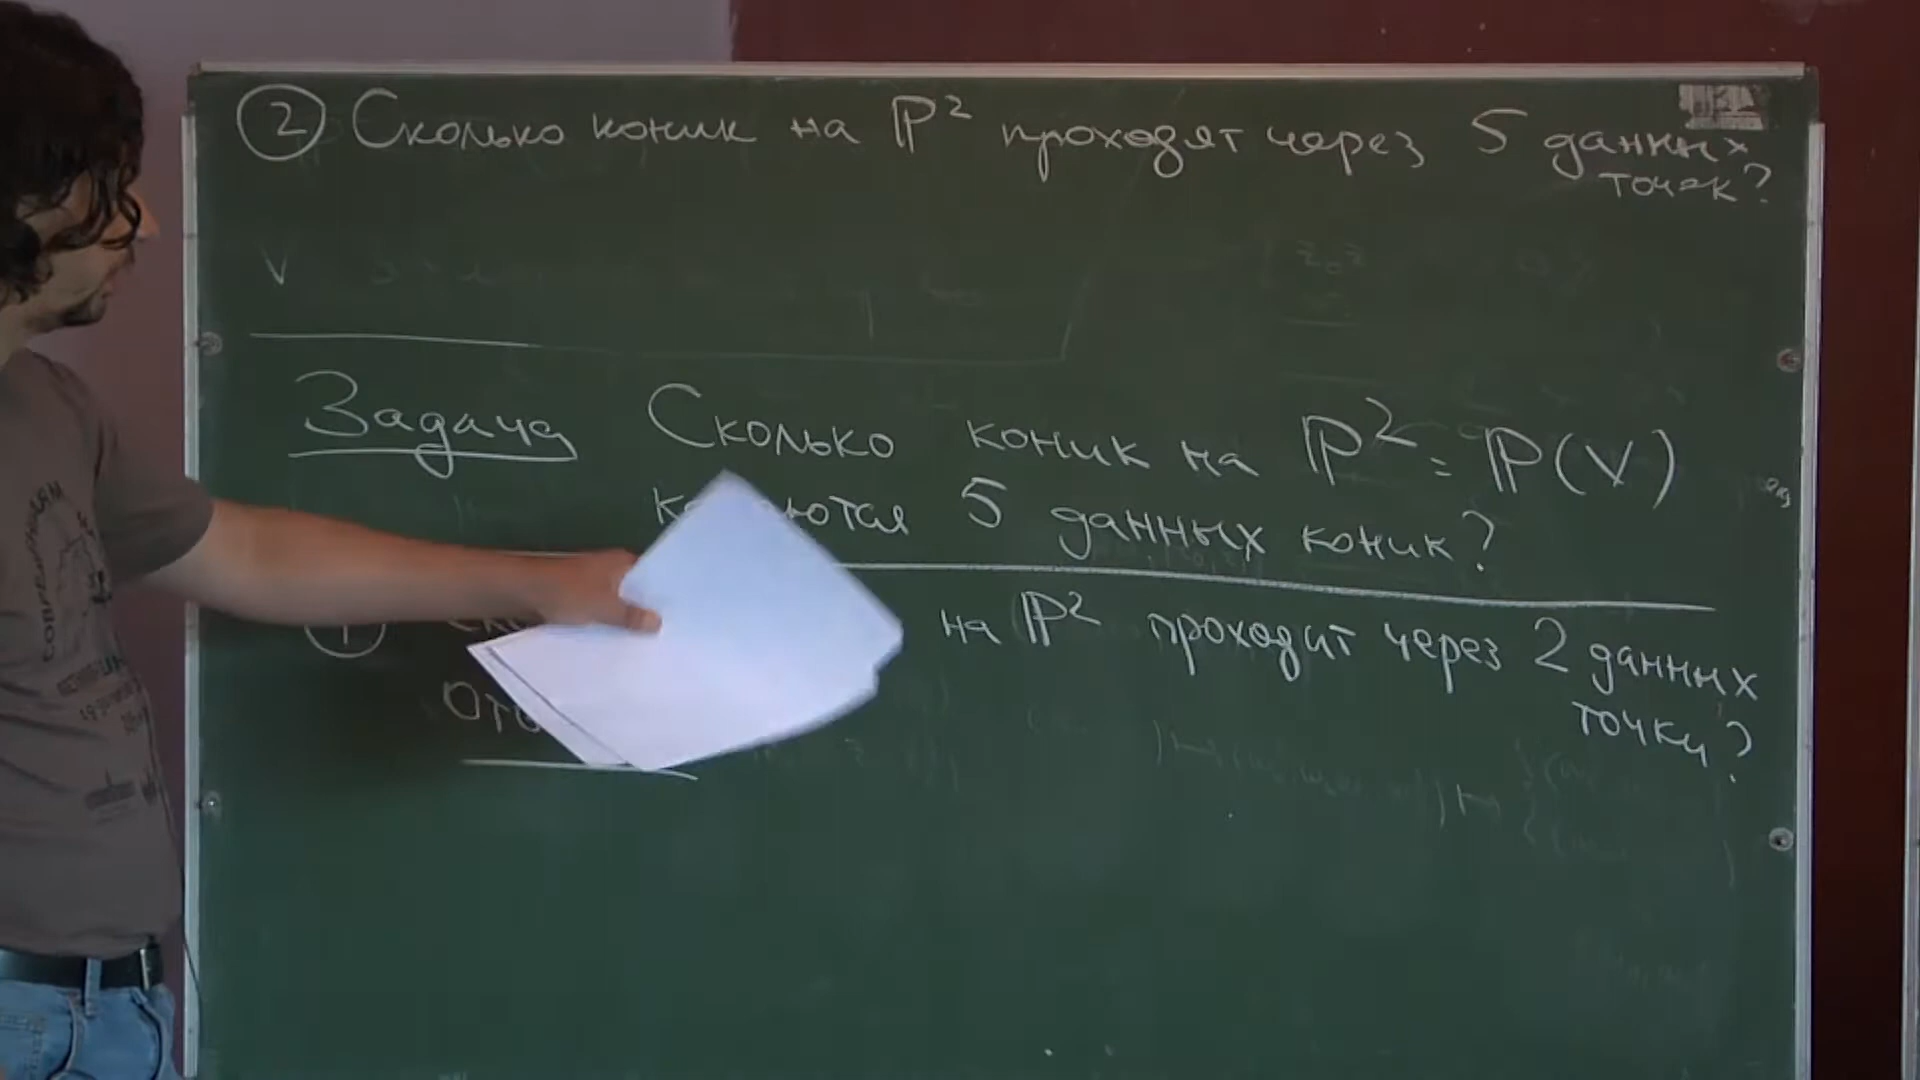 ② Сколько коник на ℙ² проходят через 5 данных
точек?
V
Задача Сколько коник на ℙ² = ℙ(V)
5 данных коник?
① на ℙ² проходит через 2 данных
точки?